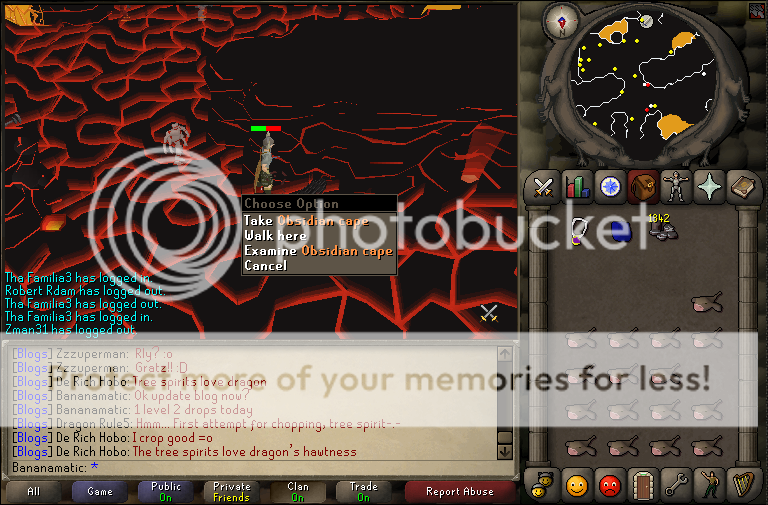 N
Choose Option
Take Obsidian cape
Walk here
Examine Obsidian cape
Cancel
1842
photobucket
Tha Familia3 has logged in.
Robert Rdam has logged out.
Tha Familia3 has logged out.
Tha Familia3 has logged in.
Zman31 has logged out.
Protect more of your memories for less!
[Blogs] Zzzuperman: Rly? :o
[Blogs] Zzzuperman: Gratz!! :D
[Blogs] De Rich Hobo: Tree spirits love dragon
[Blogs] Bananamatic: Ok update blog now?
[Blogs] Bananamatic: 1 level 2 drops today
[Blogs] Dragon Rule5: Hmm... First attempt for chopping, tree spirit-.-
[Blogs] De Rich Hobo: I crop good =o
[Blogs] De Rich Hobo: The tree spirits love dragon's hawtness
Bananamatic: *
All
Game
Public
On
Private
Friends
Clan
On
Trade
On
Report Abuse